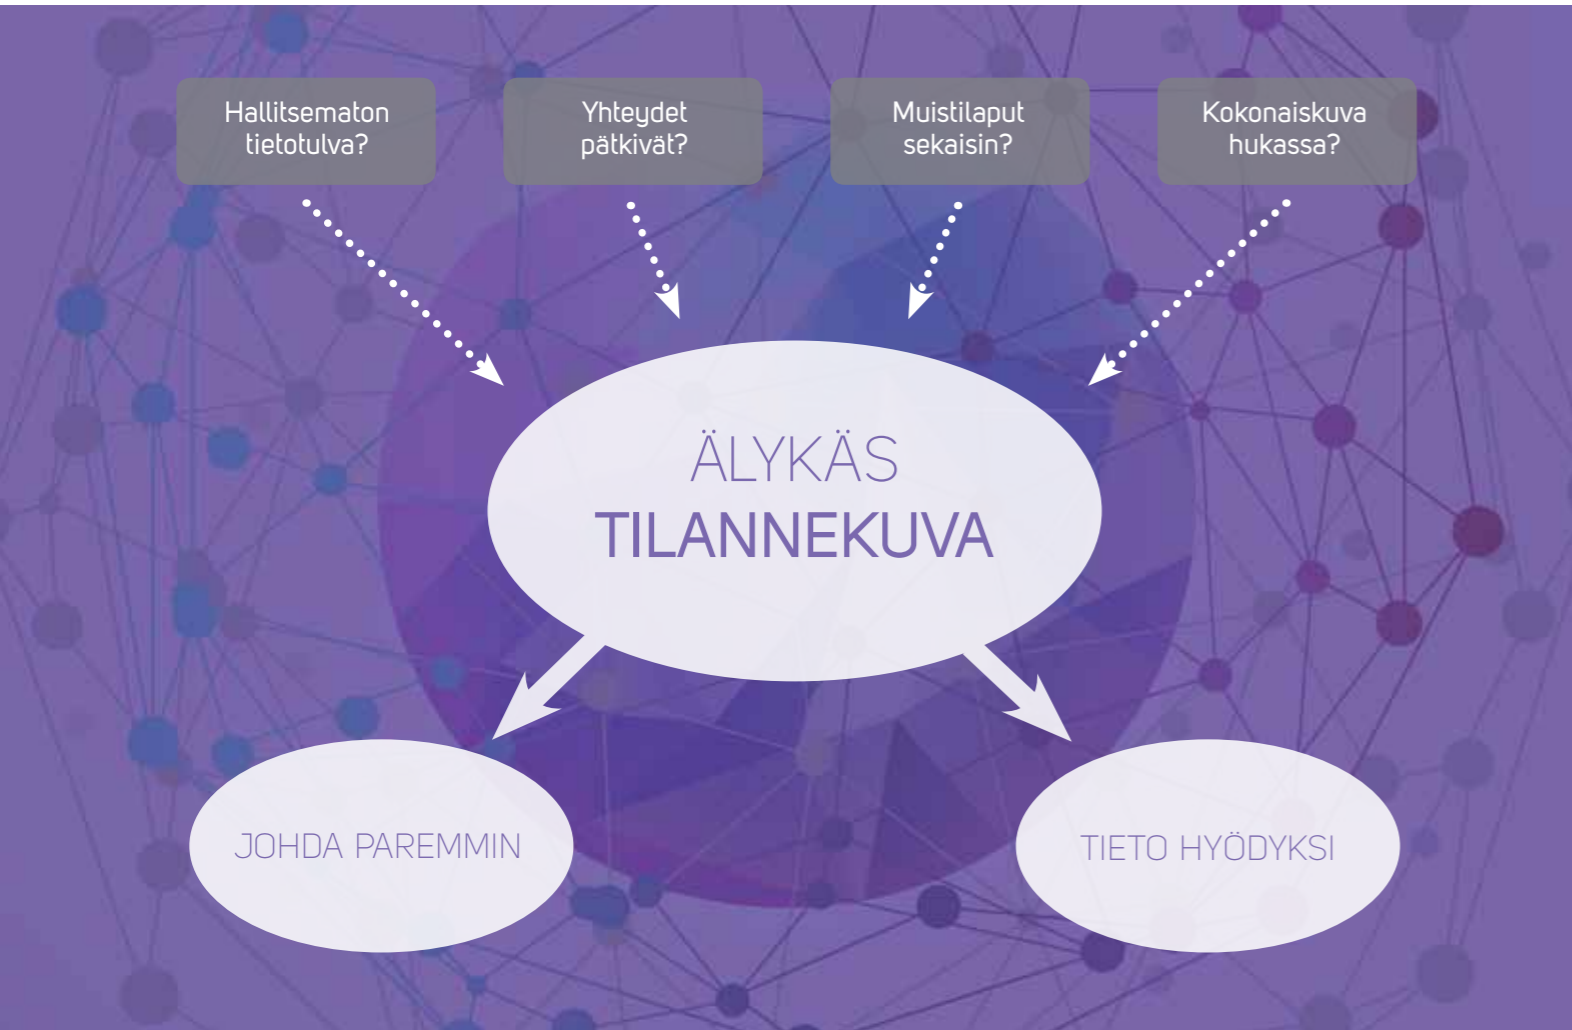 Hallitsematon
tietotulva?
Yhteydet
pätkivät?
Muistilaput
sekaisin?
Kokonaiskuva
hukassa?
ÄLYKÄS
TILANNEKUVA
JOHDA PAREMMIN
TIETO HYÖDYKSI